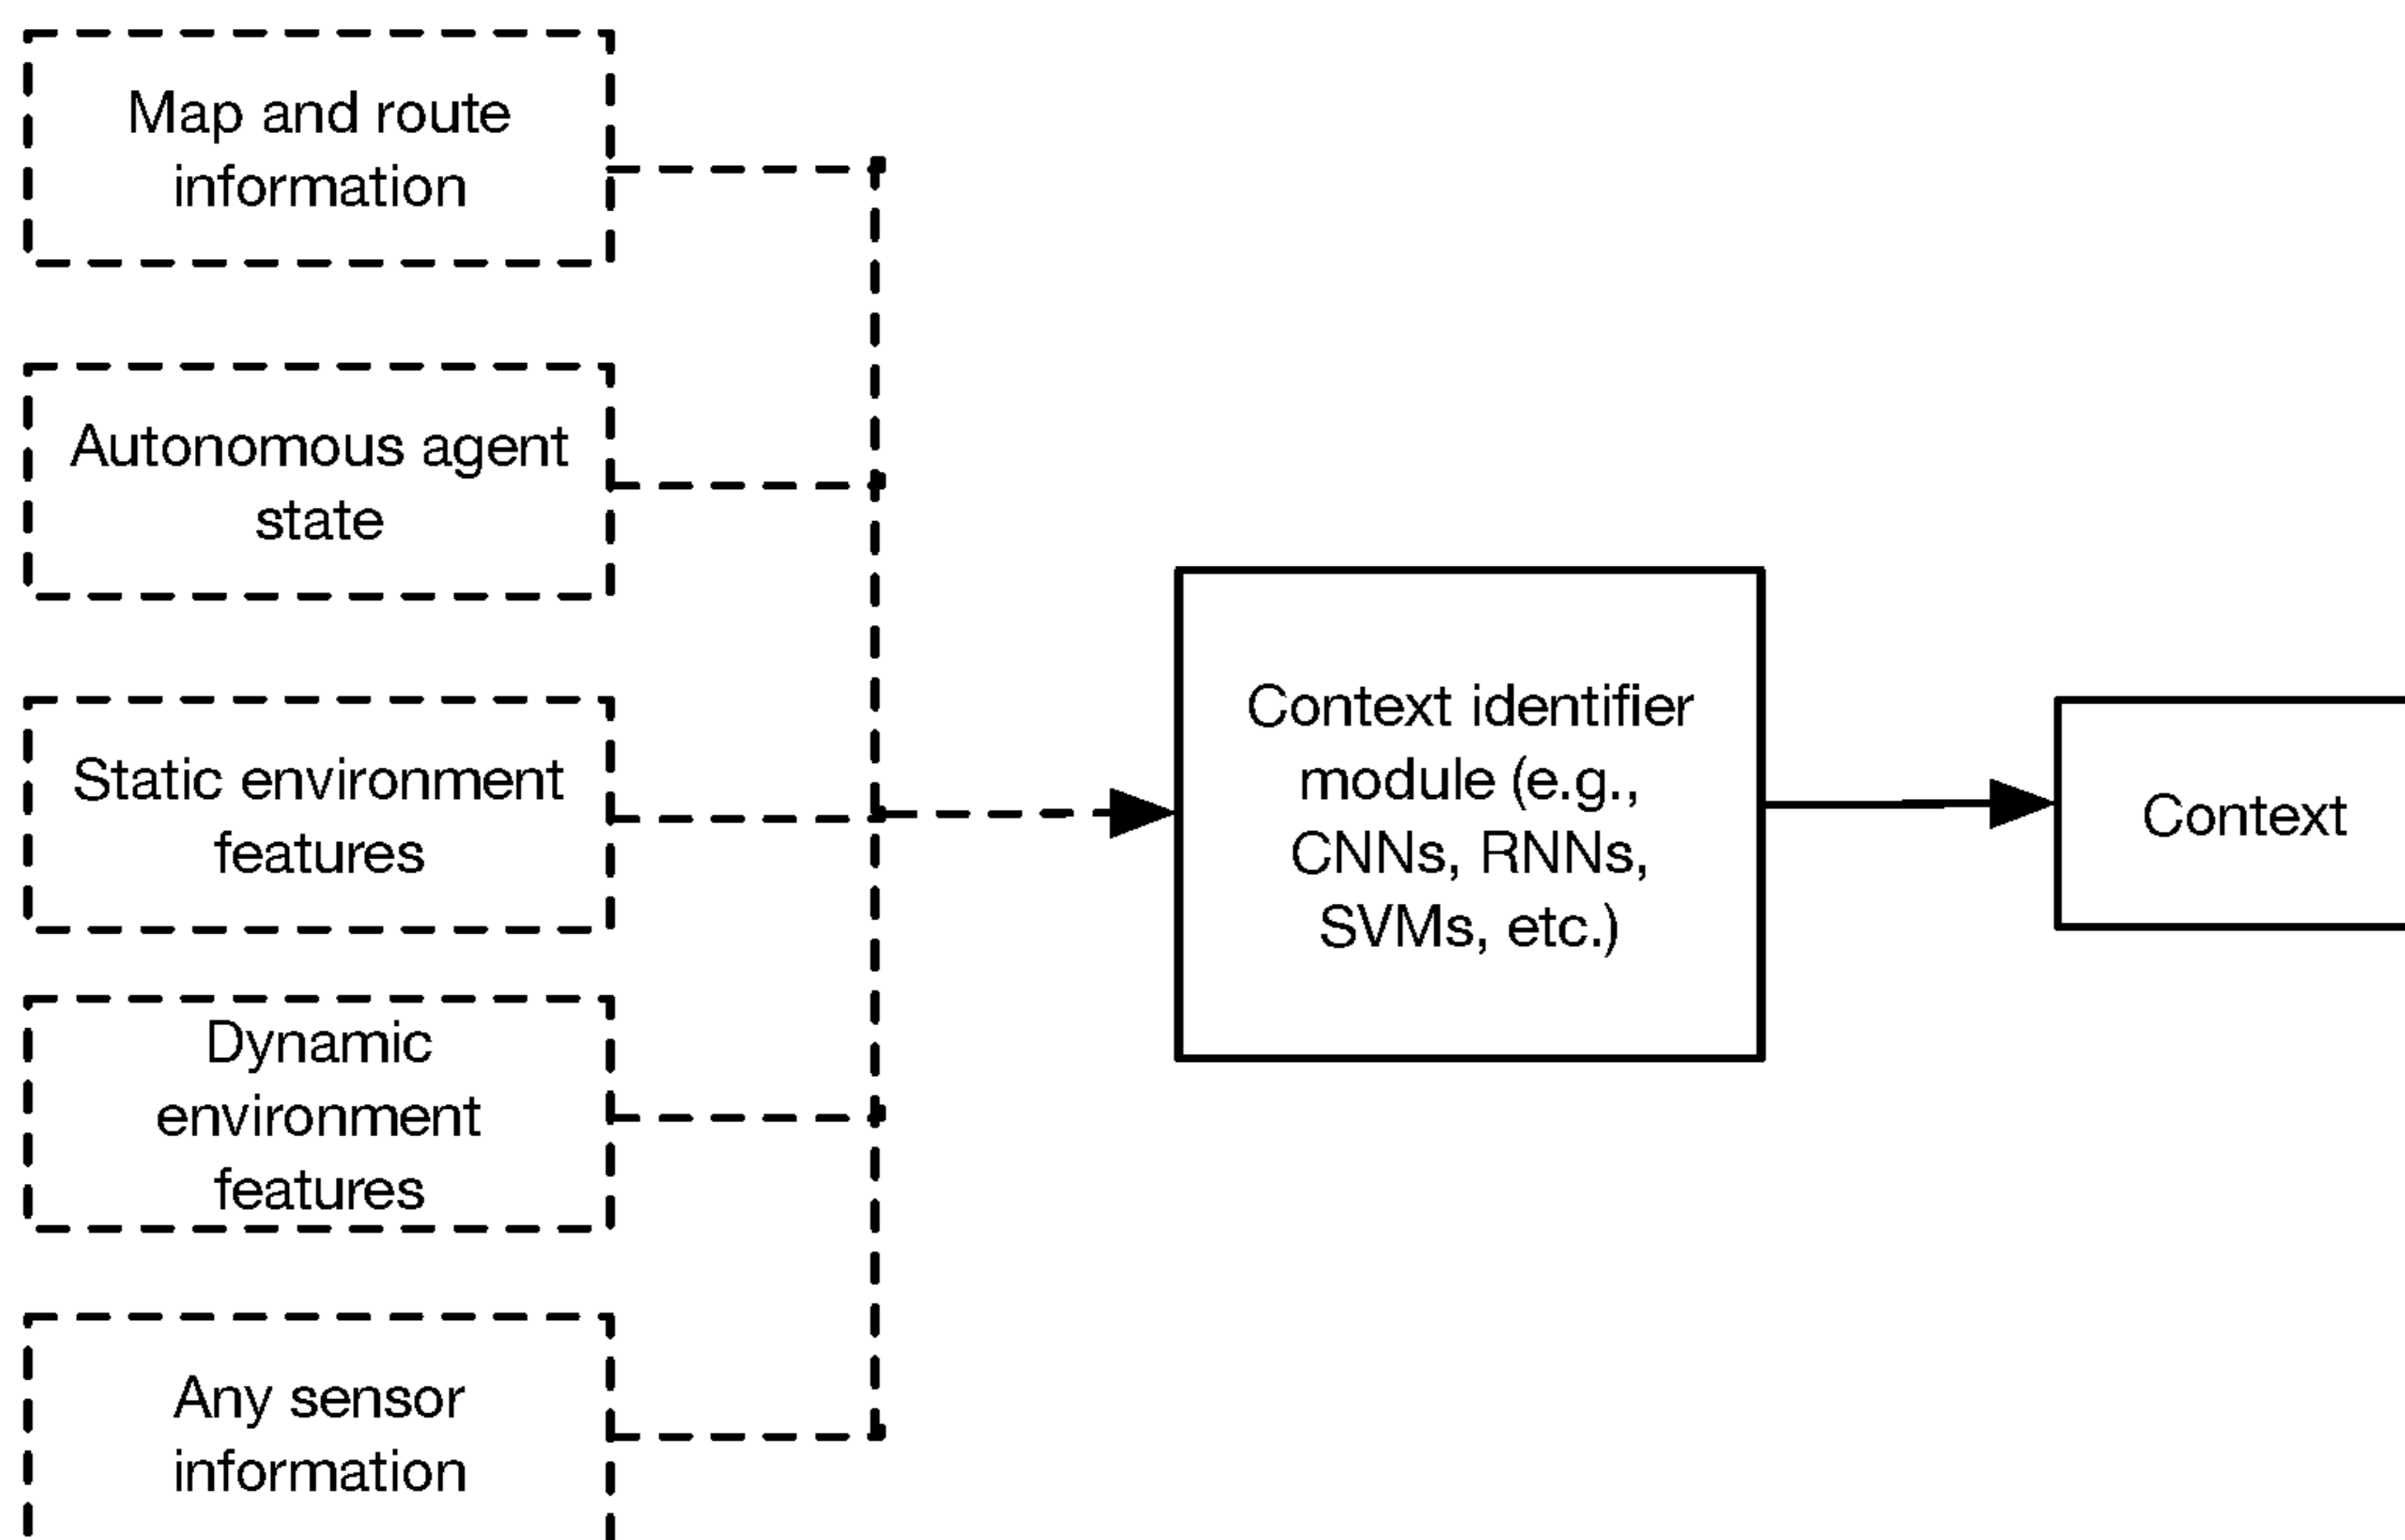 Map and route
information
Autonomous agent
state
Static environment
features
Dynamic
environment
features
Any sensor
information
Context identifier
module (e.g.,
CNNs, RNNs,
SVMs, etc.)
Context